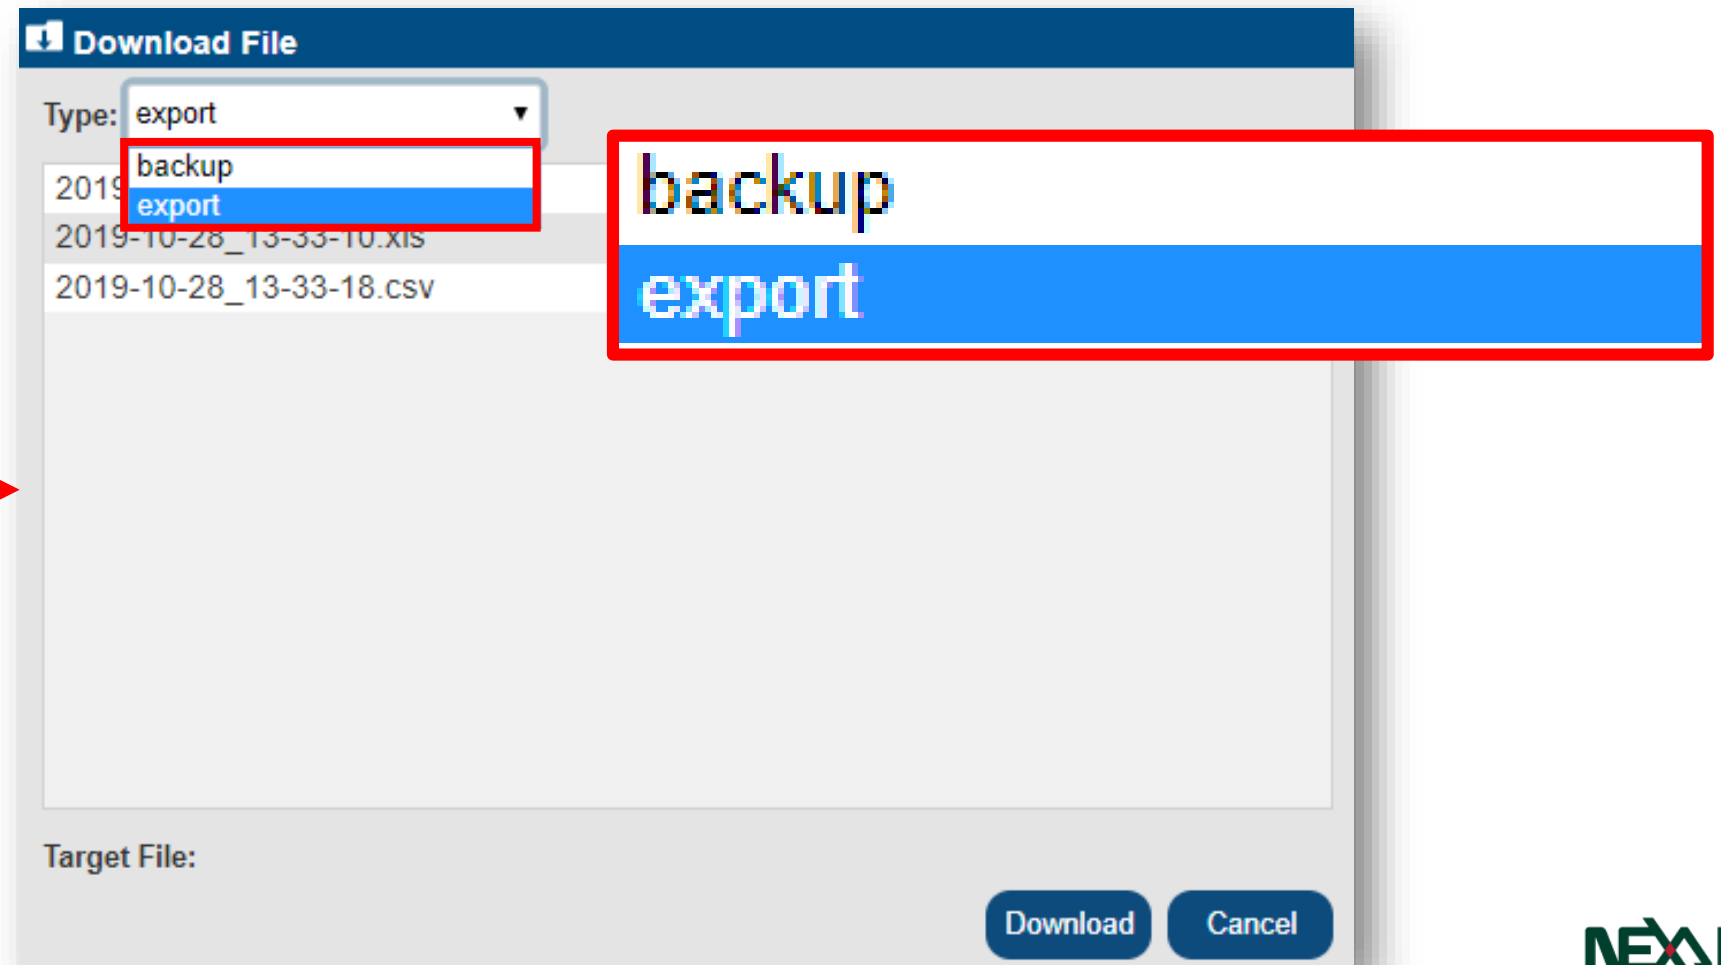 Download File
Type: export
backup
export
2019
2019-10-28_13-33-10.xls
2019-10-28_13-33-18.csv
backup
export
Target File:
Download Cancel